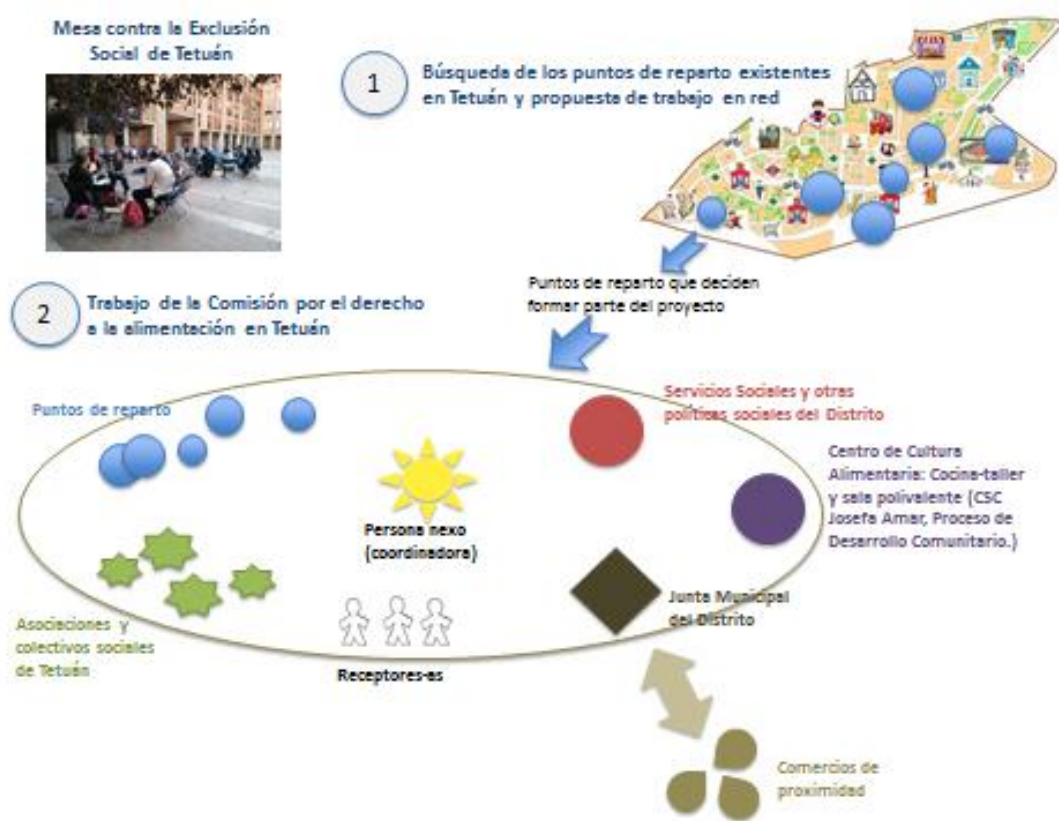 Mesa contra la Exclusión
Social de Tetuán
1
Búsqueda de los puntos de reparto existentes
en Tetuán y propuesta de trabajo en red
Puntos de reparto que deciden
formar parte del proyecto
2
Trabajo de la Comisión por el derecho
a la alimentación en Tetuán
Puntos de reparto
Servicios Sociales y otras
políticas sociales del Distrito
Centro de Cultura
Alimentaria: Cocina-taller
y sala polivalente (CSC
Josefa Amar, Proceso de
Desarrollo Comunitario.)
Persona nexo
(coordinadora)
Junta Municipal
del Distrito
Asociaciones y
colectivos sociales
de Tetuán
Receptores-as
Comercios de
proximidad